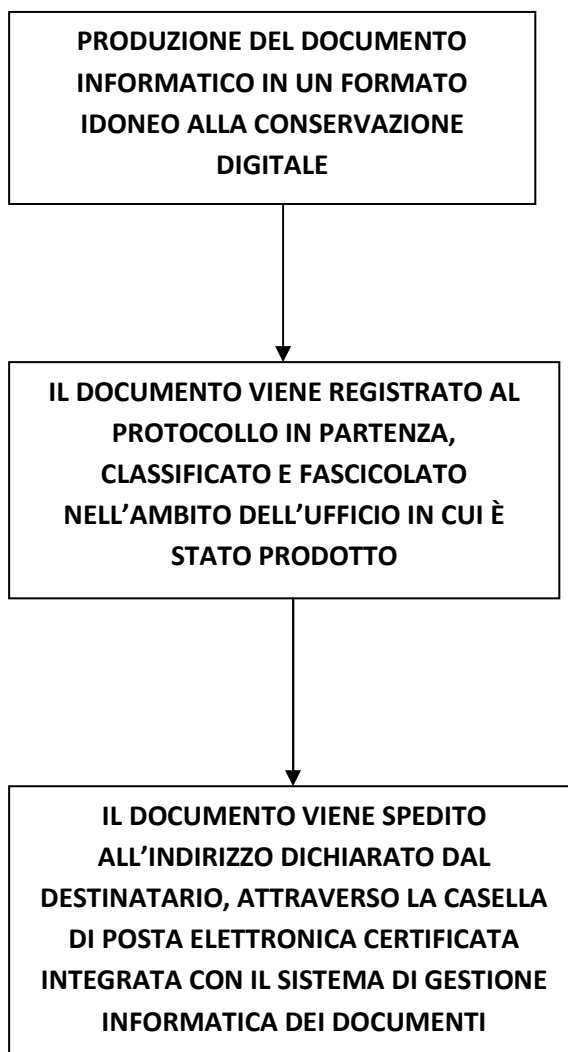 PRODUZIONE DEL DOCUMENTO
INFORMATICO IN UN FORMATO
IDONEO ALLA CONSERVAZIONE
DIGITALE
IL DOCUMENTO VIENE REGISTRATO AL
PROTOCOLLO IN PARTENZA,
CLASSIFICATO E FASCICOLATO
NELL’AMBITO DELL’UFFICIO IN CUI È
STATO PRODOTTO
IL DOCUMENTO VIENE SPEDITO
ALL’INDIRIZZO DICHIARATO DAL
DESTINATARIO, ATTRAVERSO LA CASELLA
DI POSTA ELETTRONICA CERTIFICATA
INTEGRATA CON IL SISTEMA DI GESTIONE
INFORMATICA DEI DOCUMENTI